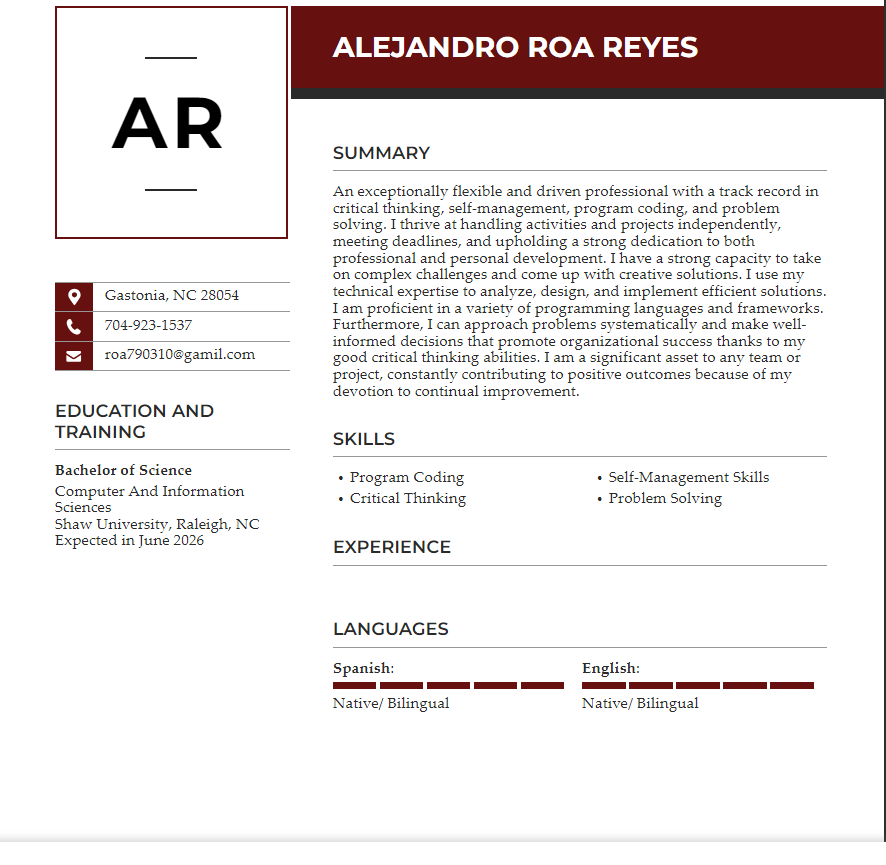 AR
ALEJANDRO ROA REYES
Gastonia, NC 28054
704-923-1537
roa790310@gamil.com
EDUCATION AND
TRAINING
Bachelor of Science
Computer And Information
Sciences
Shaw University, Raleigh, NC
Expected in June 2026
SUMMARY
An exceptionally flexible and driven professional with a track record in
critical thinking, self-management, program coding, and problem
solving. I thrive at handling activities and projects independently,
meeting deadlines, and upholding a strong dedication to both
professional and personal development. I have a strong capacity to take
on complex challenges and come up with creative solutions. I use my
technical expertise to analyze, design, and implement efficient solutions.
I am proficient in a variety of programming languages and frameworks.
Furthermore, I can approach problems systematically and make well-
informed decisions that promote organizational success thanks to my
good critical thinking abilities. I am a significant asset to any team or
project, constantly contributing to positive outcomes because of my
devotion to continual improvement.
SKILLS
• Program Coding
• Critical Thinking
• Self-Management Skills
• Problem Solving
EXPERIENCE
LANGUAGES
Spanish:
Native/ Bilingual
English:
Native/ Bilingual